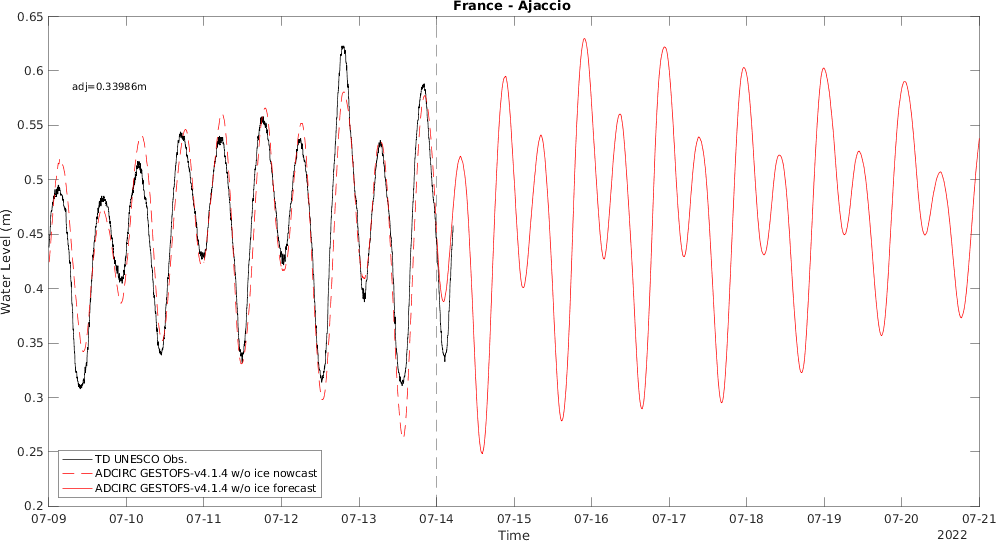 France - Ajaccio
0.65
0.6
0.55
0.5
0.45
0.4
0.35
0.3
0.25
0.2
Water Level (m)
adj=0.33986m
TD UNESCO Obs.
ADCIRC GESTOFS-v4.1.4 w/o ice nowcast
ADCIRC GESTOFS-v4.1.4 w/o ice forecast
07-09 07-10 07-11 07-12 07-13 07-14 07-15 07-16 07-17 07-18 07-19 07-20 07-21
Time
2022